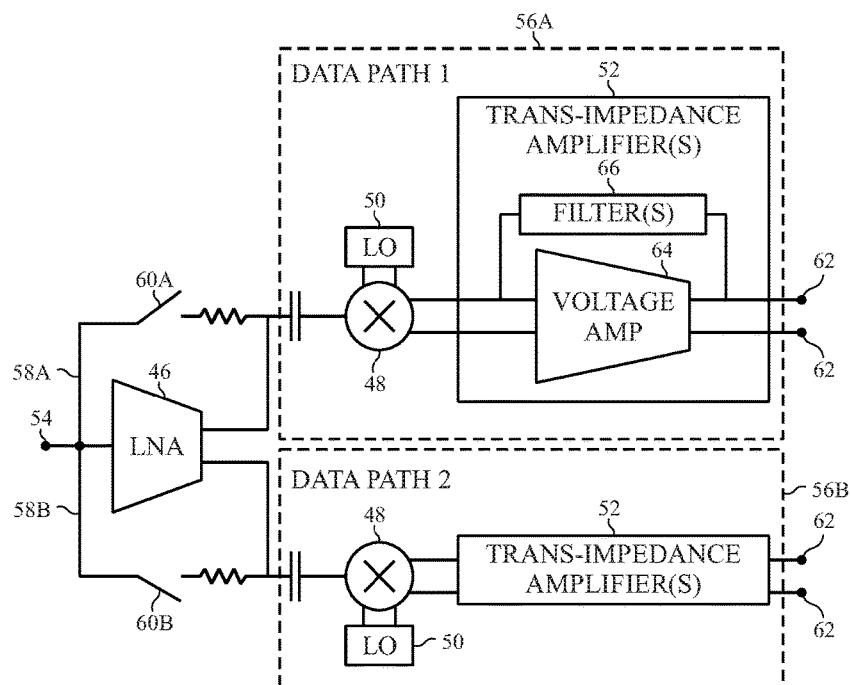 56A
DATA PATH 1
52
TRANS-IMPEDANCE
AMPLIFIER(S)
66
FILTER(S)
50
LO
64
60A
62
VOLTAGE
AMP
58A
46
48
62
54
LNA
58B
DATA PATH 2
56B
48
52
62
TRANS-IMPEDANCE
AMPLIFIER(S)
60B
LO
50
62